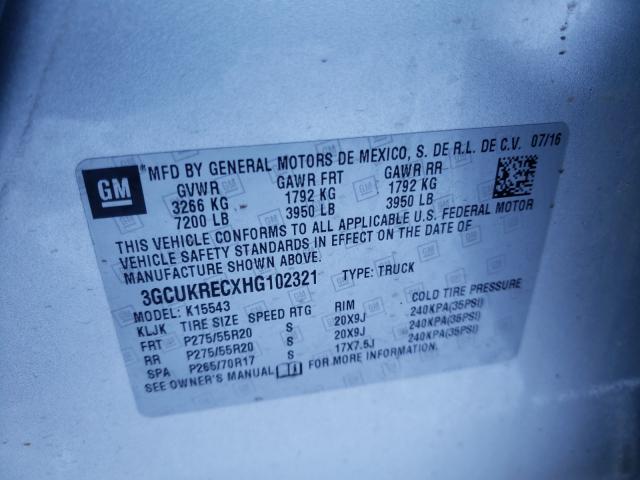 GM
*MFD BY GENERAL MOTORS DE MEXICO, S. DE R.L. DE C.V. 07/16
GVWR GAWR FRT GAWR RR
3266 KG 1792 KG 1792 KG
7200 LB 3950 LB 3950 LB
THIS VEHICLE CONFORMS TO ALL APPLICABLE U.S. FEDERAL MOTOR
VEHICLE SAFETY STANDARDS IN EFFECT ON THE DATE OF
MANUFACTURE SHOWN ABOVE.
3GCUKRECXHG102321 TYPE: TRUCK
MODEL: K15543
KLJK TIRE SIZE SPEED RTG RIM COLD TIRE PRESSURE
FRT P275/55R20 S 20X9J 240KPA(35PSI)
RR P275/55R20 S 20X9J 240KPA(35PSI)
SPA P265/70R17 S 17X7.5J 240KPA(35PSI)
SEE OWNER'S MANUAL FOR MORE INFORMATION.